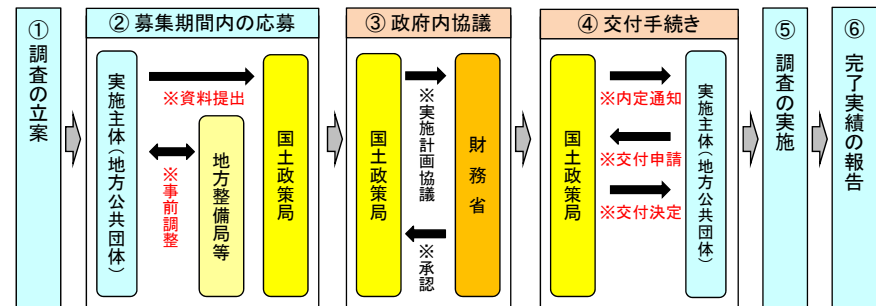 ① 調査の立案
② 募集期間内の応募
実施主体（地方公共団体）
※資料提出
※事前調整
地方整備局等
国土政策局
③ 政府内協議
国土政策局
※実施計画協議
※承認
財務省
④ 交付手続き
国土政策局
※内定通知
※交付申請
※交付決定
実施主体（地方公共団体）
⑤ 調査の実施
⑥ 完了実績の報告